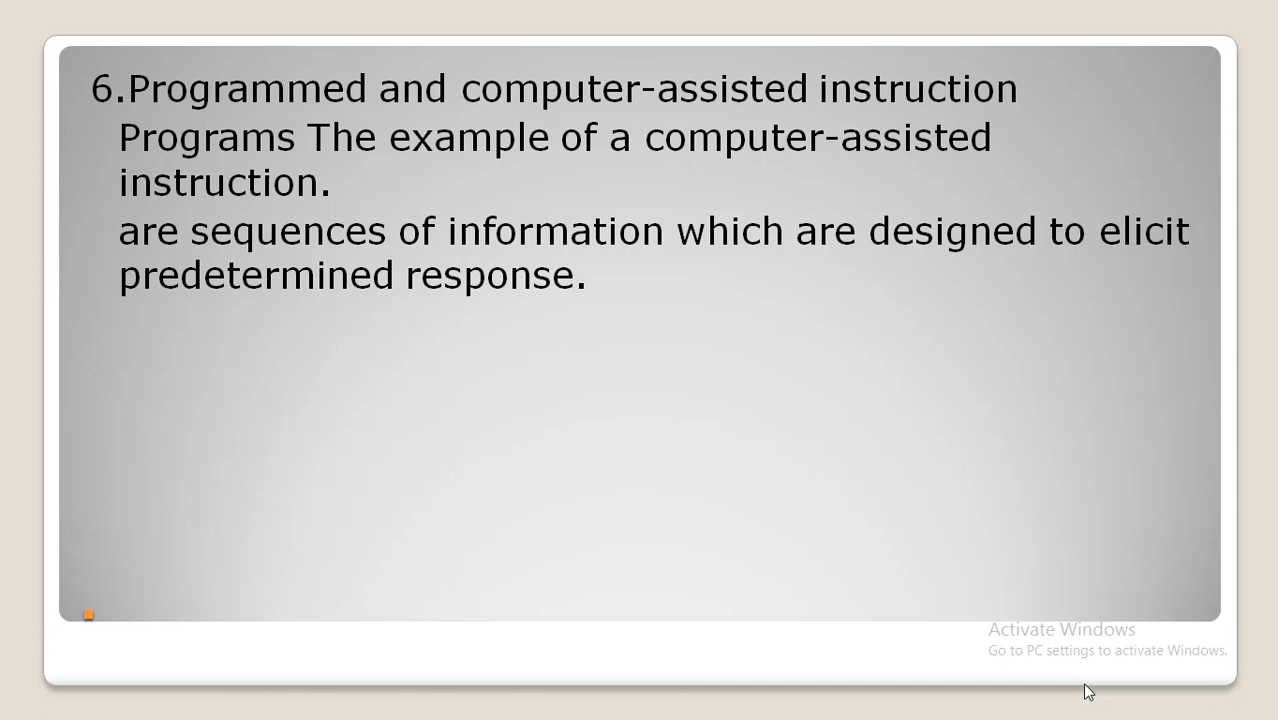 6.Programmed and computer-assisted instruction
Programs The example of a computer-assisted
instruction.
are sequences of information which are designed to elicit
predetermined response.
Activate Windows
Go to PC settings to activate Windows.